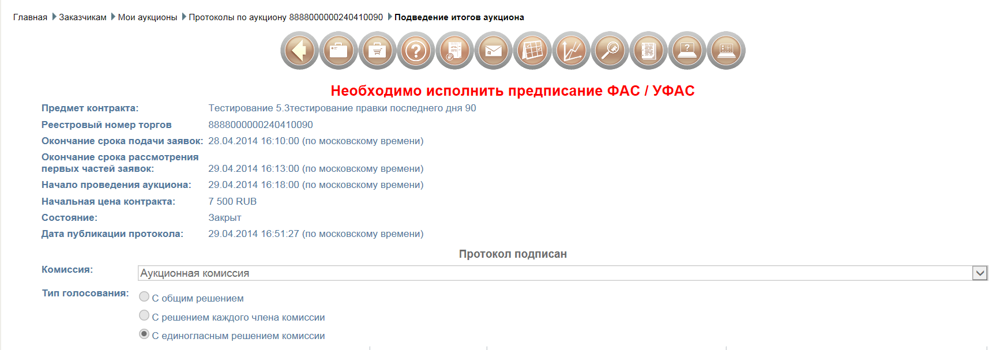 Главная Заказчикам Мои аукционы Протоколы по аукциону 8888000000240410090 Подведение итогов аукциона
Необходимо исполнить предписание ФАС / УФАС
Предмет контракта: Тестирование 5.3тестирование правки последнего дня 90
Реестровый номер торгов 8888000000240410090
Окончание срока подачи заявок: 28.04.2014 16:10:00 (по московскому времени)
Окончание срока рассмотрения
первых частей заявок: 29.04.2014 16:13:00 (по московскому времени)
Начало проведения аукциона: 29.04.2014 16:18:00 (по московскому времени)
Начальная цена контракта: 7 500 RUB
Состояние: Закрыт
Дата публикации протокола: 29.04.2014 16:51:27 (по московскому времени)
Протокол подписан
Комиссия: Аукционная комиссия
Тип голосования: С общим решением
С решением каждого члена комиссии
С единогласным решением комиссии